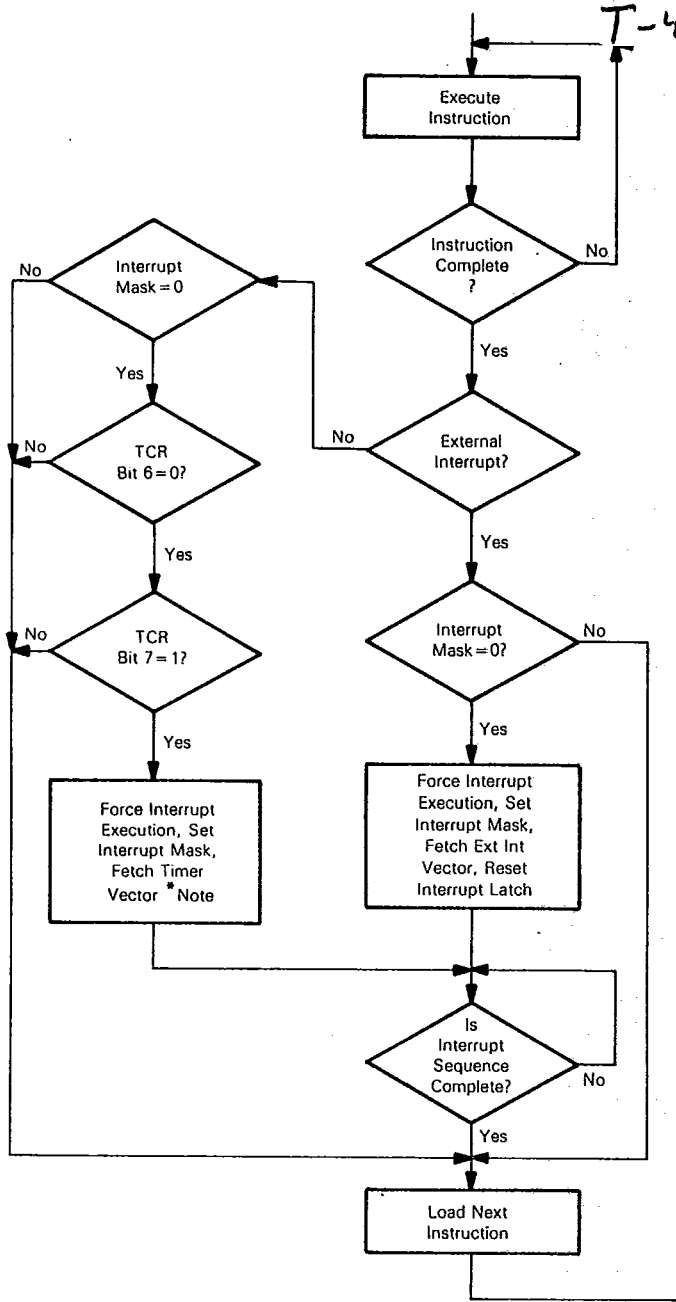 T-4
Execute
Instruction
Instruction
Complete
?
No
Yes
Interrupt
Mask=0
No
Yes
External
Interrupt?
No
Yes
TCR
Bit 6=0?
No
Yes
Interrupt
Mask=0?
No
Yes
TCR
Bit 7=1?
No
Yes
Force Interrupt
Execution, Set
Interrupt Mask,
Fetch Timer
Vector *Note
Force Interrupt
Execution, Set
Interrupt Mask,
Fetch Ext Int
Vector, Reset
Interrupt Latch
Is
Interrupt
Sequence
Complete?
No
Yes
Load Next
Instruction